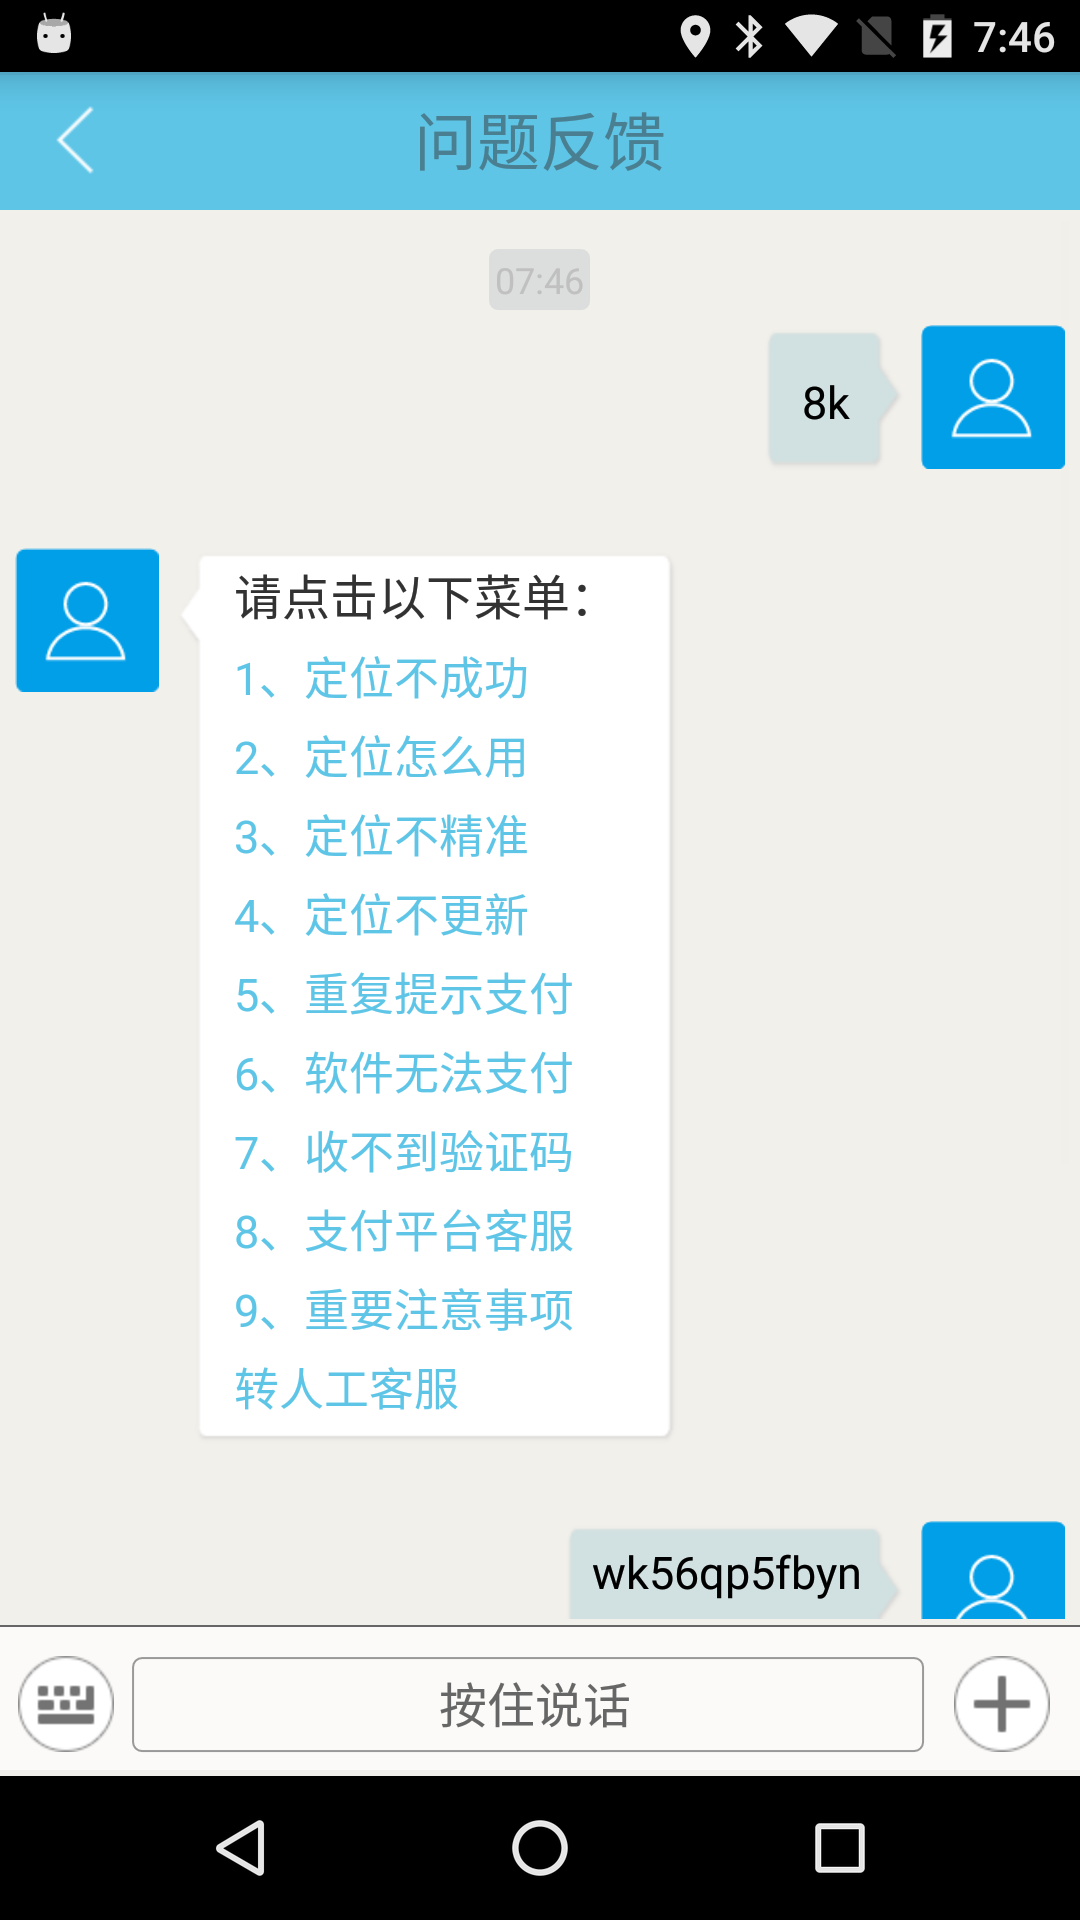 7:46
问题反馈
07:46
8k
请点击以下菜单：
1、定位不成功
2、定位怎么用
3、定位不精准
4、定位不更新
5、重复提示支付
6、软件无法支付
7、收不到验证码
8、支付平台客服
9、重要注意事项
转人工客服
wk56qp5fbyn
按住说话